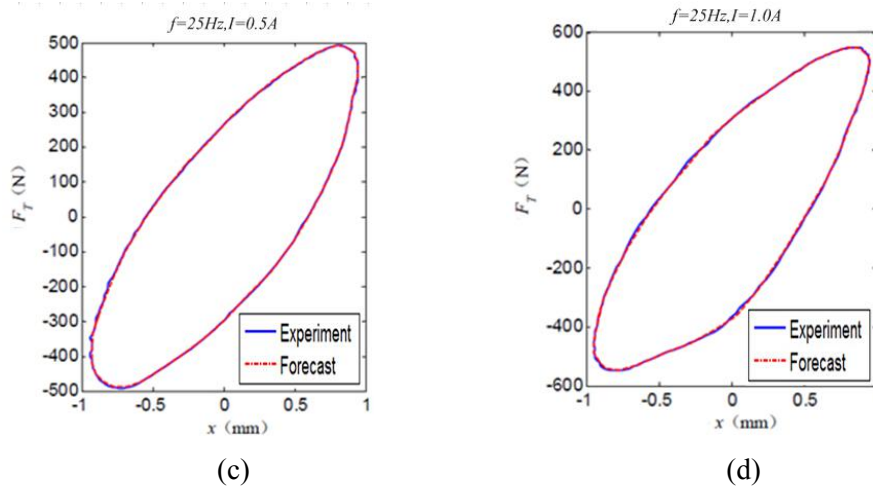 f=25Hz,I=0.5A
500
400
300
200
100
0
-100
-200
-300
-400
-500
F_T (N)
-1
-0.5
0
0.5
1
x (mm)
Experiment
Forecast
(c)
f=25Hz,I=1.0A
600
400
200
0
-200
-400
-600
F_T (N)
-1
-0.5
0
0.5
x (mm)
Experiment
Forecast
(d)